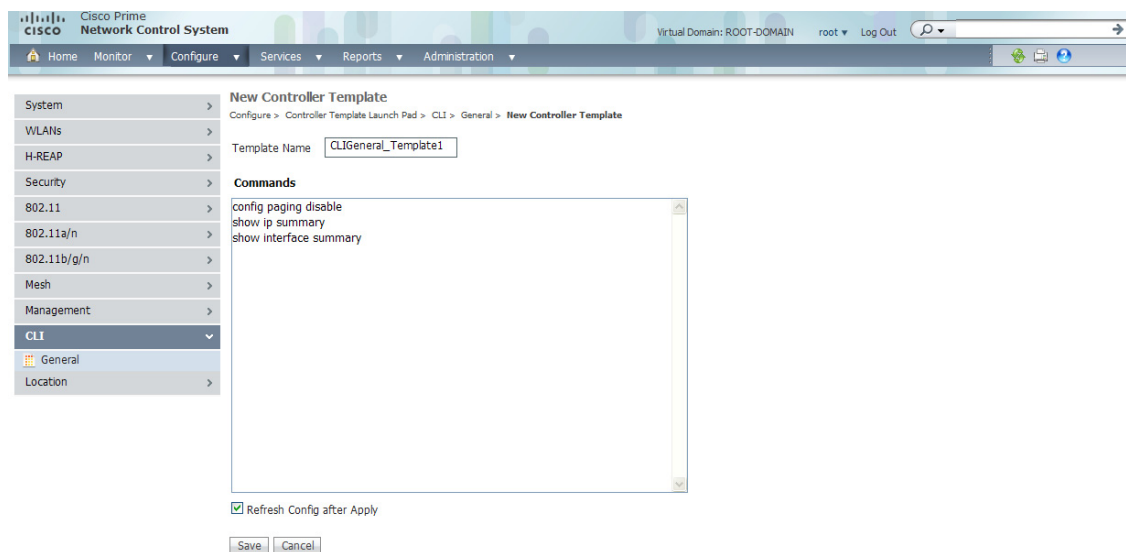 Cisco Prime
CISCO Network Control System
Virtual Domain: ROOT-DOMAIN root Log Out
Home Monitor Configure Services Reports Administration
System
WLANs
H-REAP
Security
802.11
802.11a/n
802.11b/g/n
Mesh
Management
CLI
General
Location
New Controller Template
Configure > Controller Template Launch Pad > CLI > General > New Controller Template
Template Name CLIGeneral_Template1
Commands
config paging disable
show ip summary
show interface summary
Refresh Config after Apply
Save Cancel